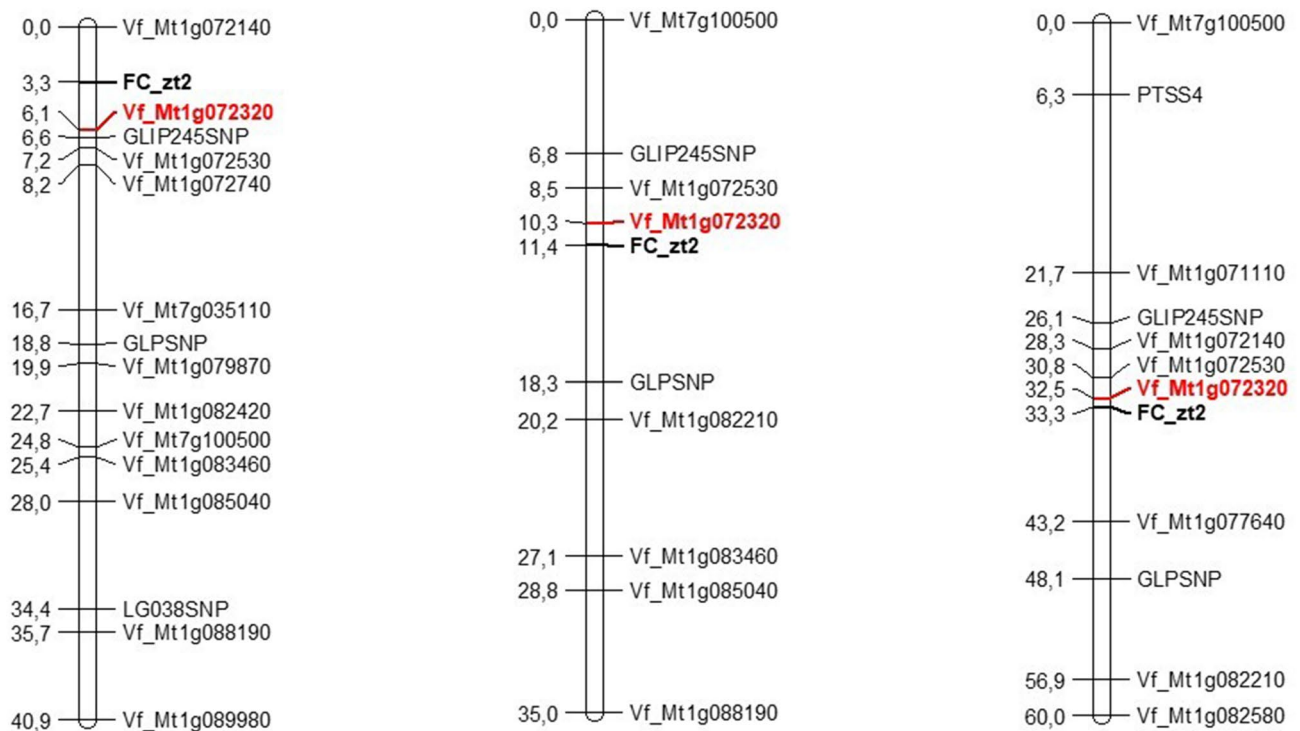 0,0 Vf_Mt1g072140
3,3 FC_zt2
6,1 Vf_Mt1g072320
6,6 GLIP245SNP
7,2 Vf_Mt1g072530
8,2 Vf_Mt1g072740
16,7 Vf_Mt7g035110
18,8 GLPSNP
19,9 Vf_Mt1g079870
22,7 Vf_Mt1g082420
24,8 Vf_Mt7g100500
25,4 Vf_Mt1g083460
28,0 Vf_Mt1g085040
34,4 LG038SNP
35,7 Vf_Mt1g088190
40,9 Vf_Mt1g089980
0,0 Vf_Mt7g100500
6,8 GLIP245SNP
8,5 Vf_Mt1g072530
10,3 Vf_Mt1g072320
11,4 FC_zt2
18,3 GLPSNP
20,2 Vf_Mt1g082210
27,1 Vf_Mt1g083460
28,8 Vf_Mt1g085040
35,0 Vf_Mt1g088190
0,0 Vf_Mt7g100500
6,3 PTSS4
21,7 Vf_Mt1g071110
26,1 GLIP245SNP
28,3 Vf_Mt1g072140
30,8 Vf_Mt1g072530
32,5 Vf_Mt1g072320
33,3 FC_zt2
43,2 Vf_Mt1g077640
48,1 GLPSNP
56,9 Vf_Mt1g082210
60,0 Vf_Mt1g082580